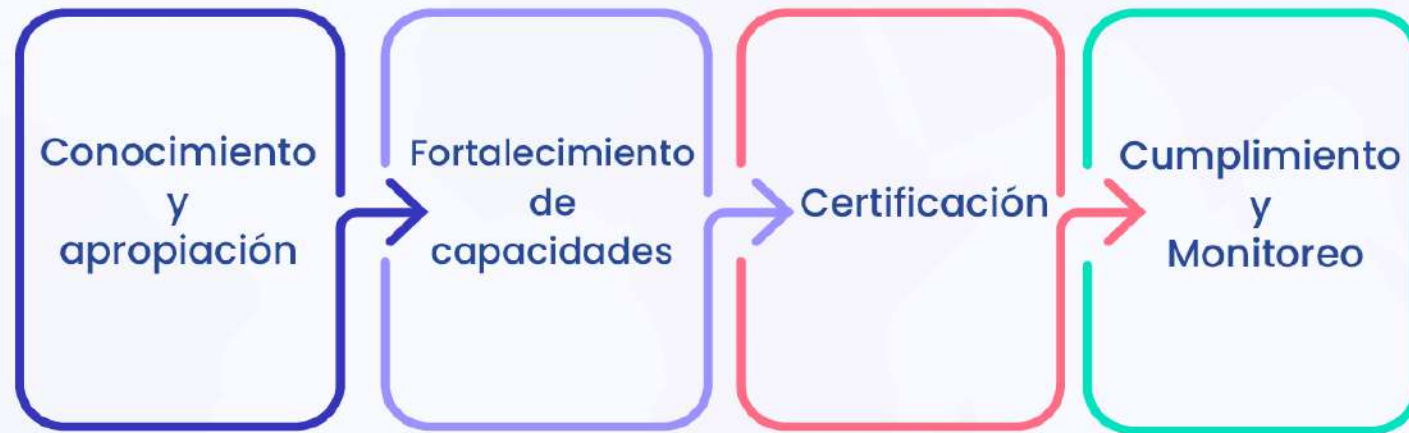 Conocimiento
y
apropiación
Fortalecimiento
de
capacidades
Certificación
Cumplimiento
y
Monitoreo